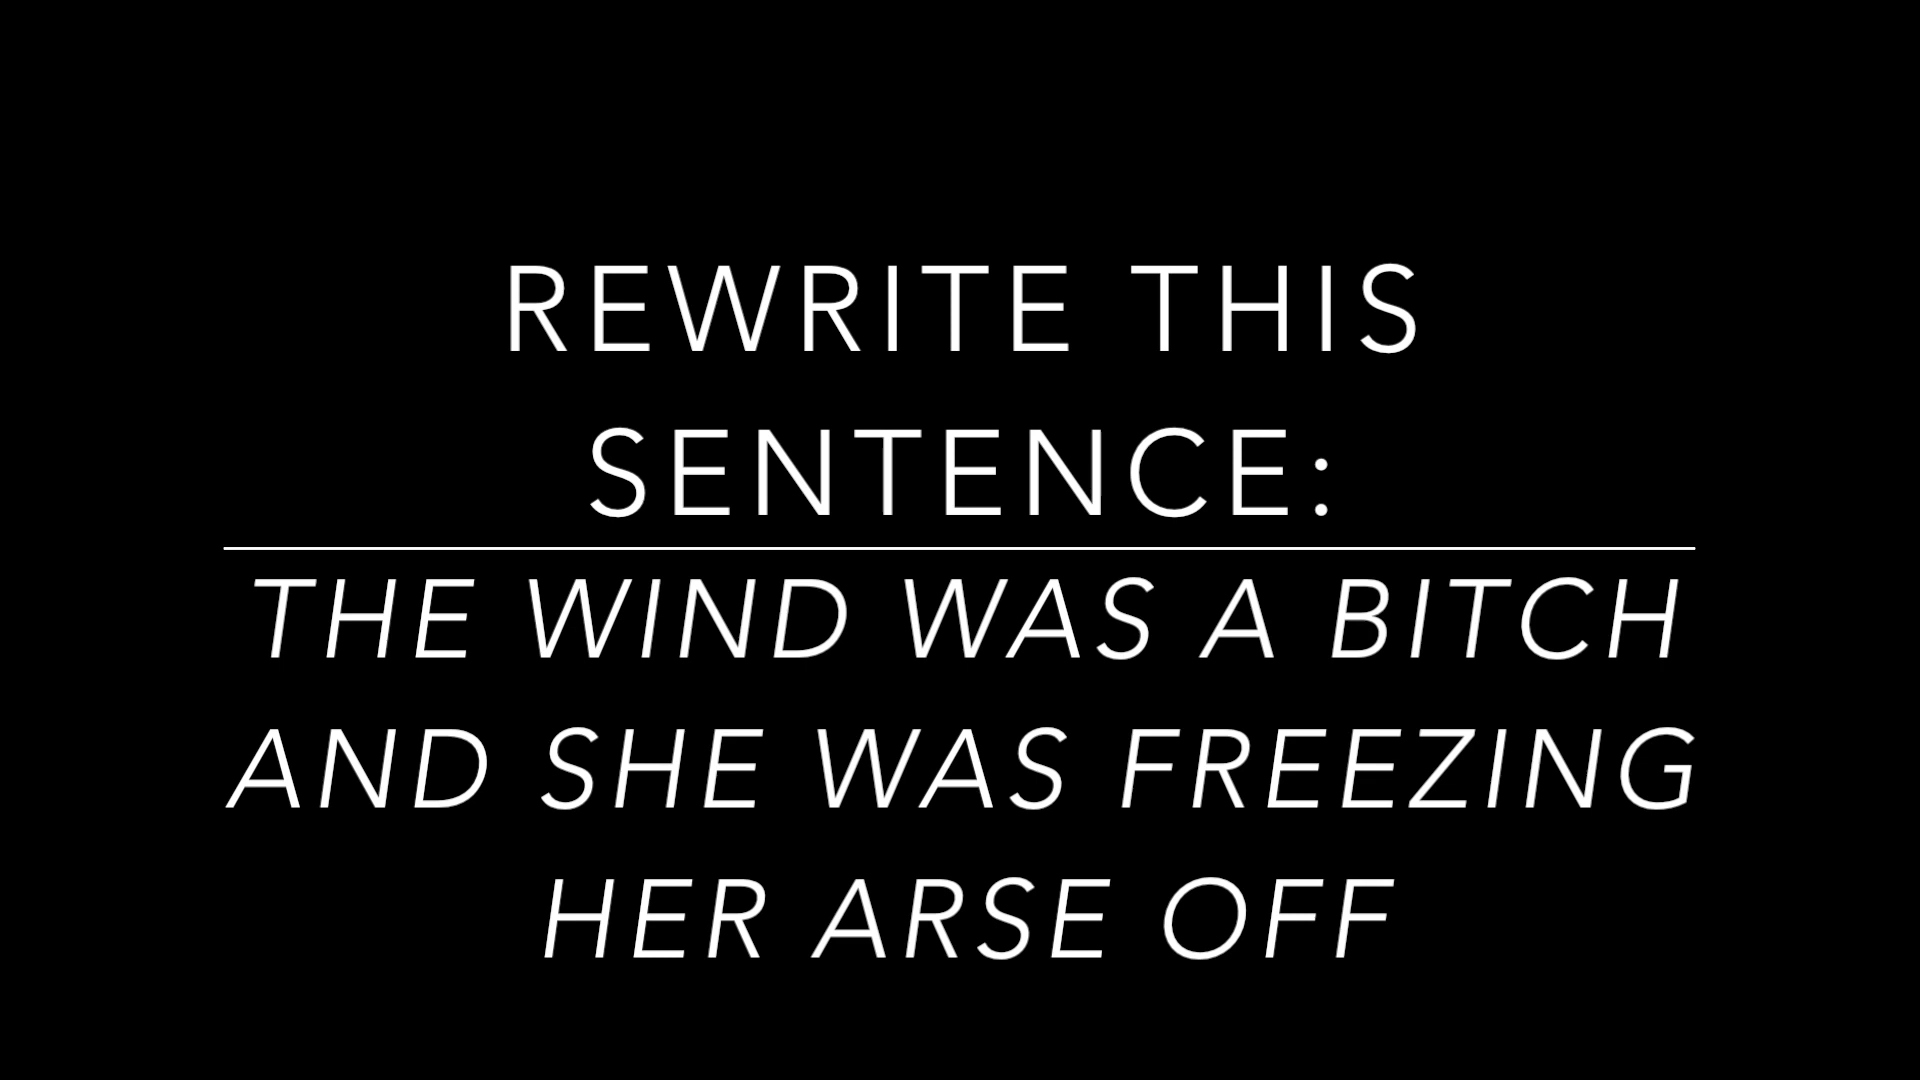 REWRITE THIS
SENTENCE:
THE WIND WAS A BITCH
AND SHE WAS FREEZING
HER ARSE OFF